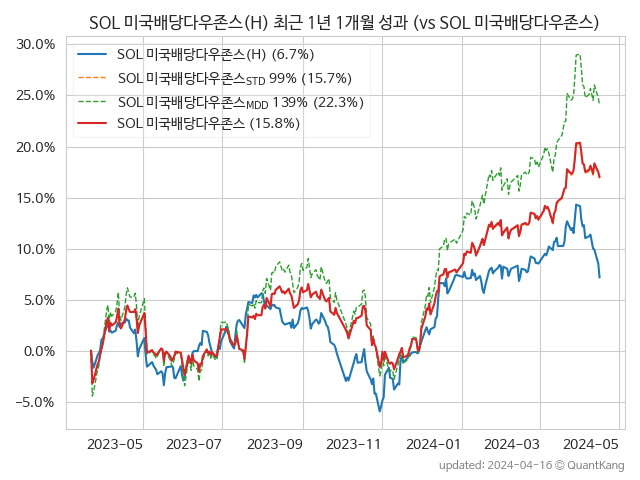 SOL 미국배당다우존스(H) 최근 1년 1개월 성과 (vs SOL 미국배당다우존스)
30.0%
25.0%
20.0%
15.0%
10.0%
5.0%
0.0%
−5.0%
SOL 미국배당다우존스(H) (6.7%)
SOL 미국배당다우존스STD 99% (15.7%)
SOL 미국배당다우존스MDD 139% (22.3%)
SOL 미국배당다우존스 (15.8%)
2023-05 2023-07 2023-09 2023-11 2024-01 2024-03 2024-05
updated: 2024-04-16 © QuantKang